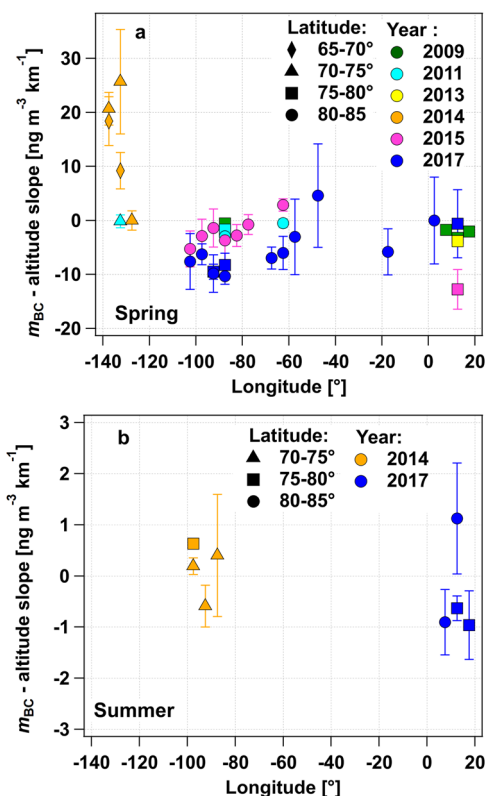 a
Latitude:
65-70°
70-75°
75-80°
80-85
Year :
2009
2011
2013
2014
2015
2017
30
20
10
0
-10
-20
mBC - altitude slope [ng m-3 km-1]
Spring
-140 -120 -100 -80 -60 -40 -20 0 20
Longitude [°]
b
Latitude:
70-75°
75-80°
80-85°
Year:
2014
2017
3
2
1
0
-1
-2
-3
mBC - altitude slope [ng m-3 km-1]
Summer
-140 -120 -100 -80 -60 -40 -20 0 20
Longitude [°]